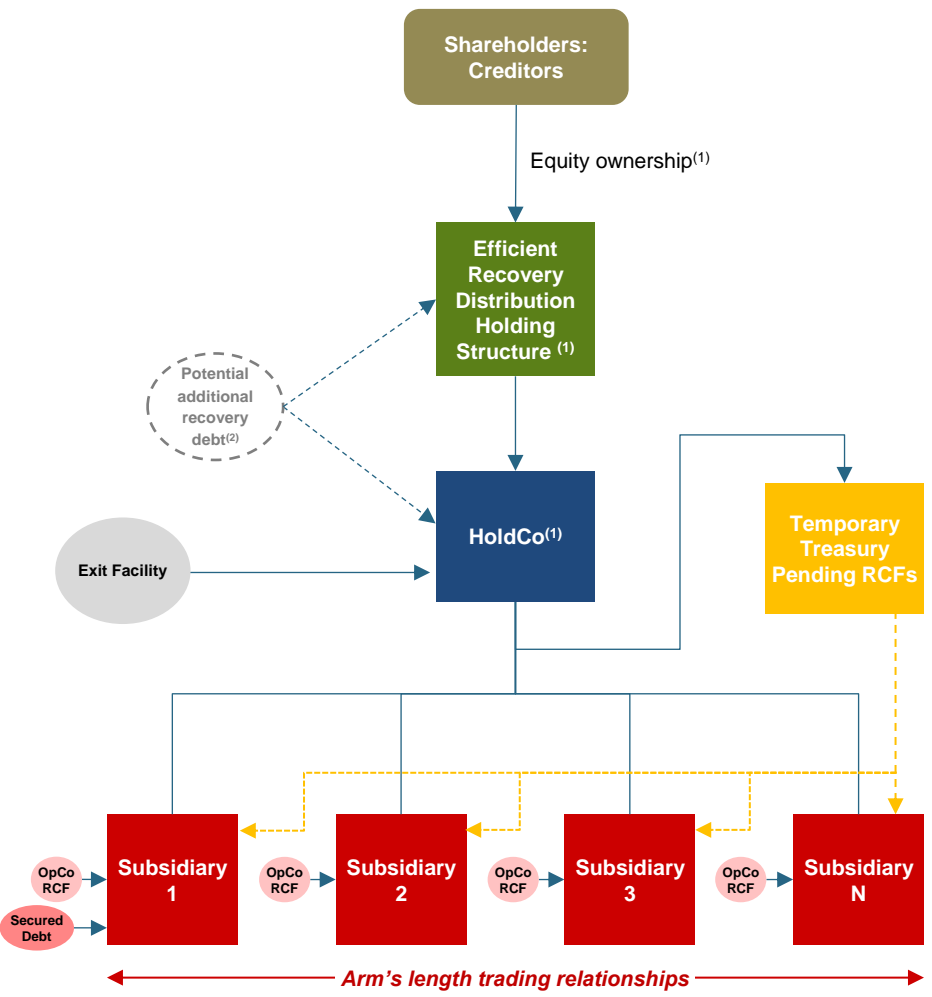 Shareholders:
Creditors
Equity ownership(1)
Efficient
Recovery
Distribution
Holding
Structure (1)
Potential
additional
recovery
debt(2)
HoldCo(1)
Temporary
Treasury
Pending RCFs
Exit Facility
OpCo
RCF
Secured
Debt
Subsidiary
1
OpCo
RCF
Subsidiary
2
OpCo
RCF
Subsidiary
3
OpCo
RCF
Subsidiary
N
Arm's length trading relationships